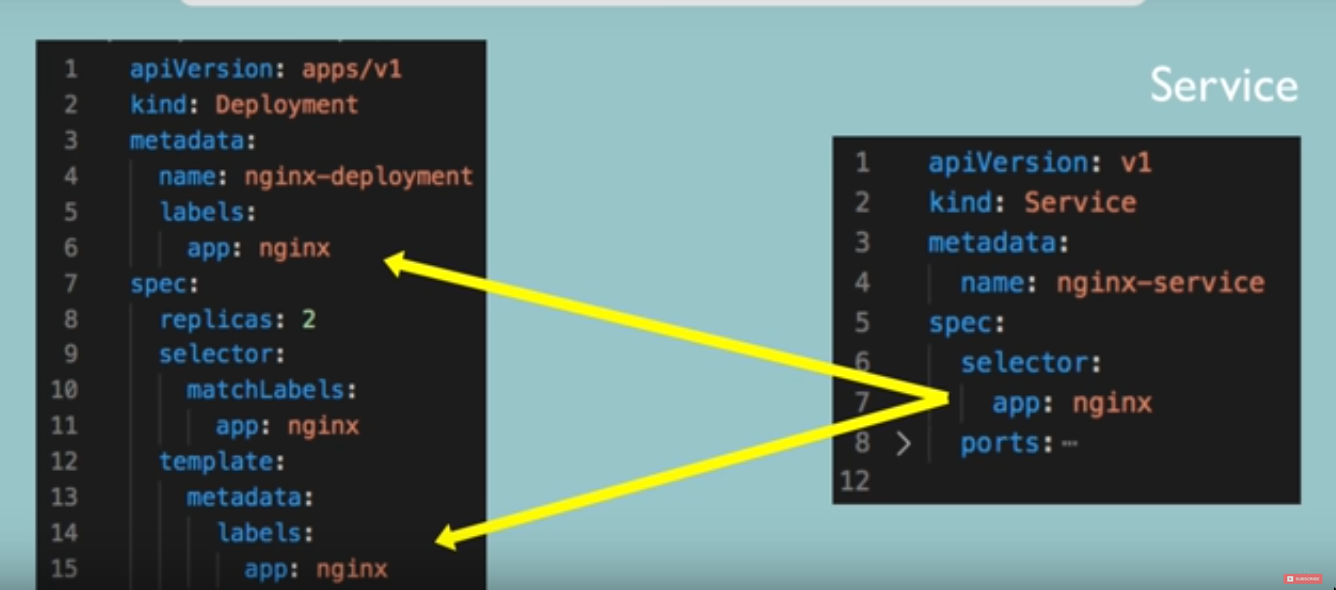 1 apiVersion: apps/v1
2 kind: Deployment
3 metadata:
4 name: nginx-deployment
5 labels:
6 app: nginx
7 spec:
8 replicas: 2
9 selector:
10 matchLabels:
11 app: nginx
12 template:
13 metadata:
14 labels:
15 app: nginx
Service
1 apiVersion: v1
2 kind: Service
3 metadata:
4 name: nginx-service
5 spec:
6 selector:
7 app: nginx
8 ports:
12
SUBSCRIBE